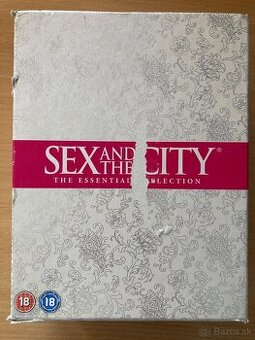 SEX AND THE CITY®
THE ESSENTIAL COLLECTION
18 18
Bazos.sk